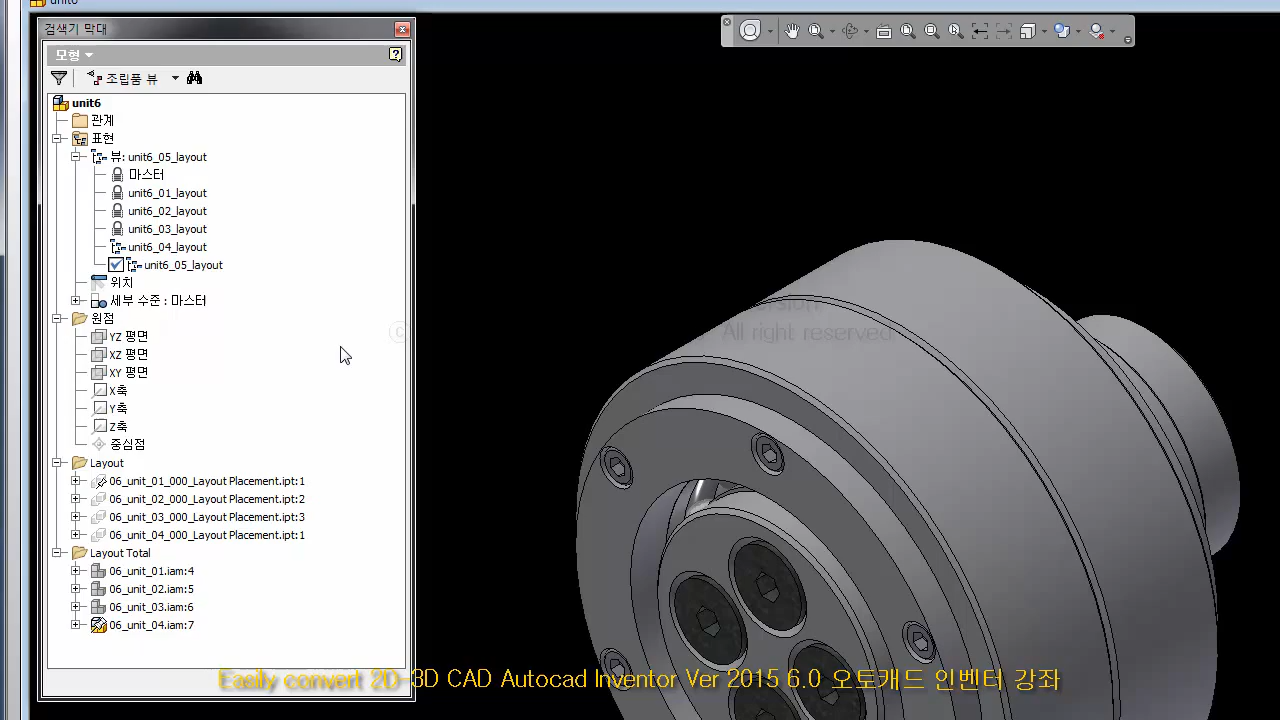 unit6
검색기 막대
모형
조립품 뷰
unit6
관계
표현
뷰: unit6_05_layout
마스터
unit6_01_layout
unit6_02_layout
unit6_03_layout
unit6_04_layout
unit6_05_layout
위치
세부 수준 : 마스터
원점
YZ 평면
XZ 평면
XY 평면
X축
Y축
Z축
중심점
Layout
06_unit_01_000_Layout Placement.ipt:1
06_unit_02_000_Layout Placement.ipt:2
06_unit_03_000_Layout Placement.ipt:3
06_unit_04_000_Layout Placement.ipt:1
Layout Total
06_unit_01.iam:4
06_unit_02.iam:5
06_unit_03.iam:6
06_unit_04.iam:7
All right reserved
Easily convert 2D-3D CAD Autocad Inventor Ver 2015 6.0 오토캐드 인벤터 강좌